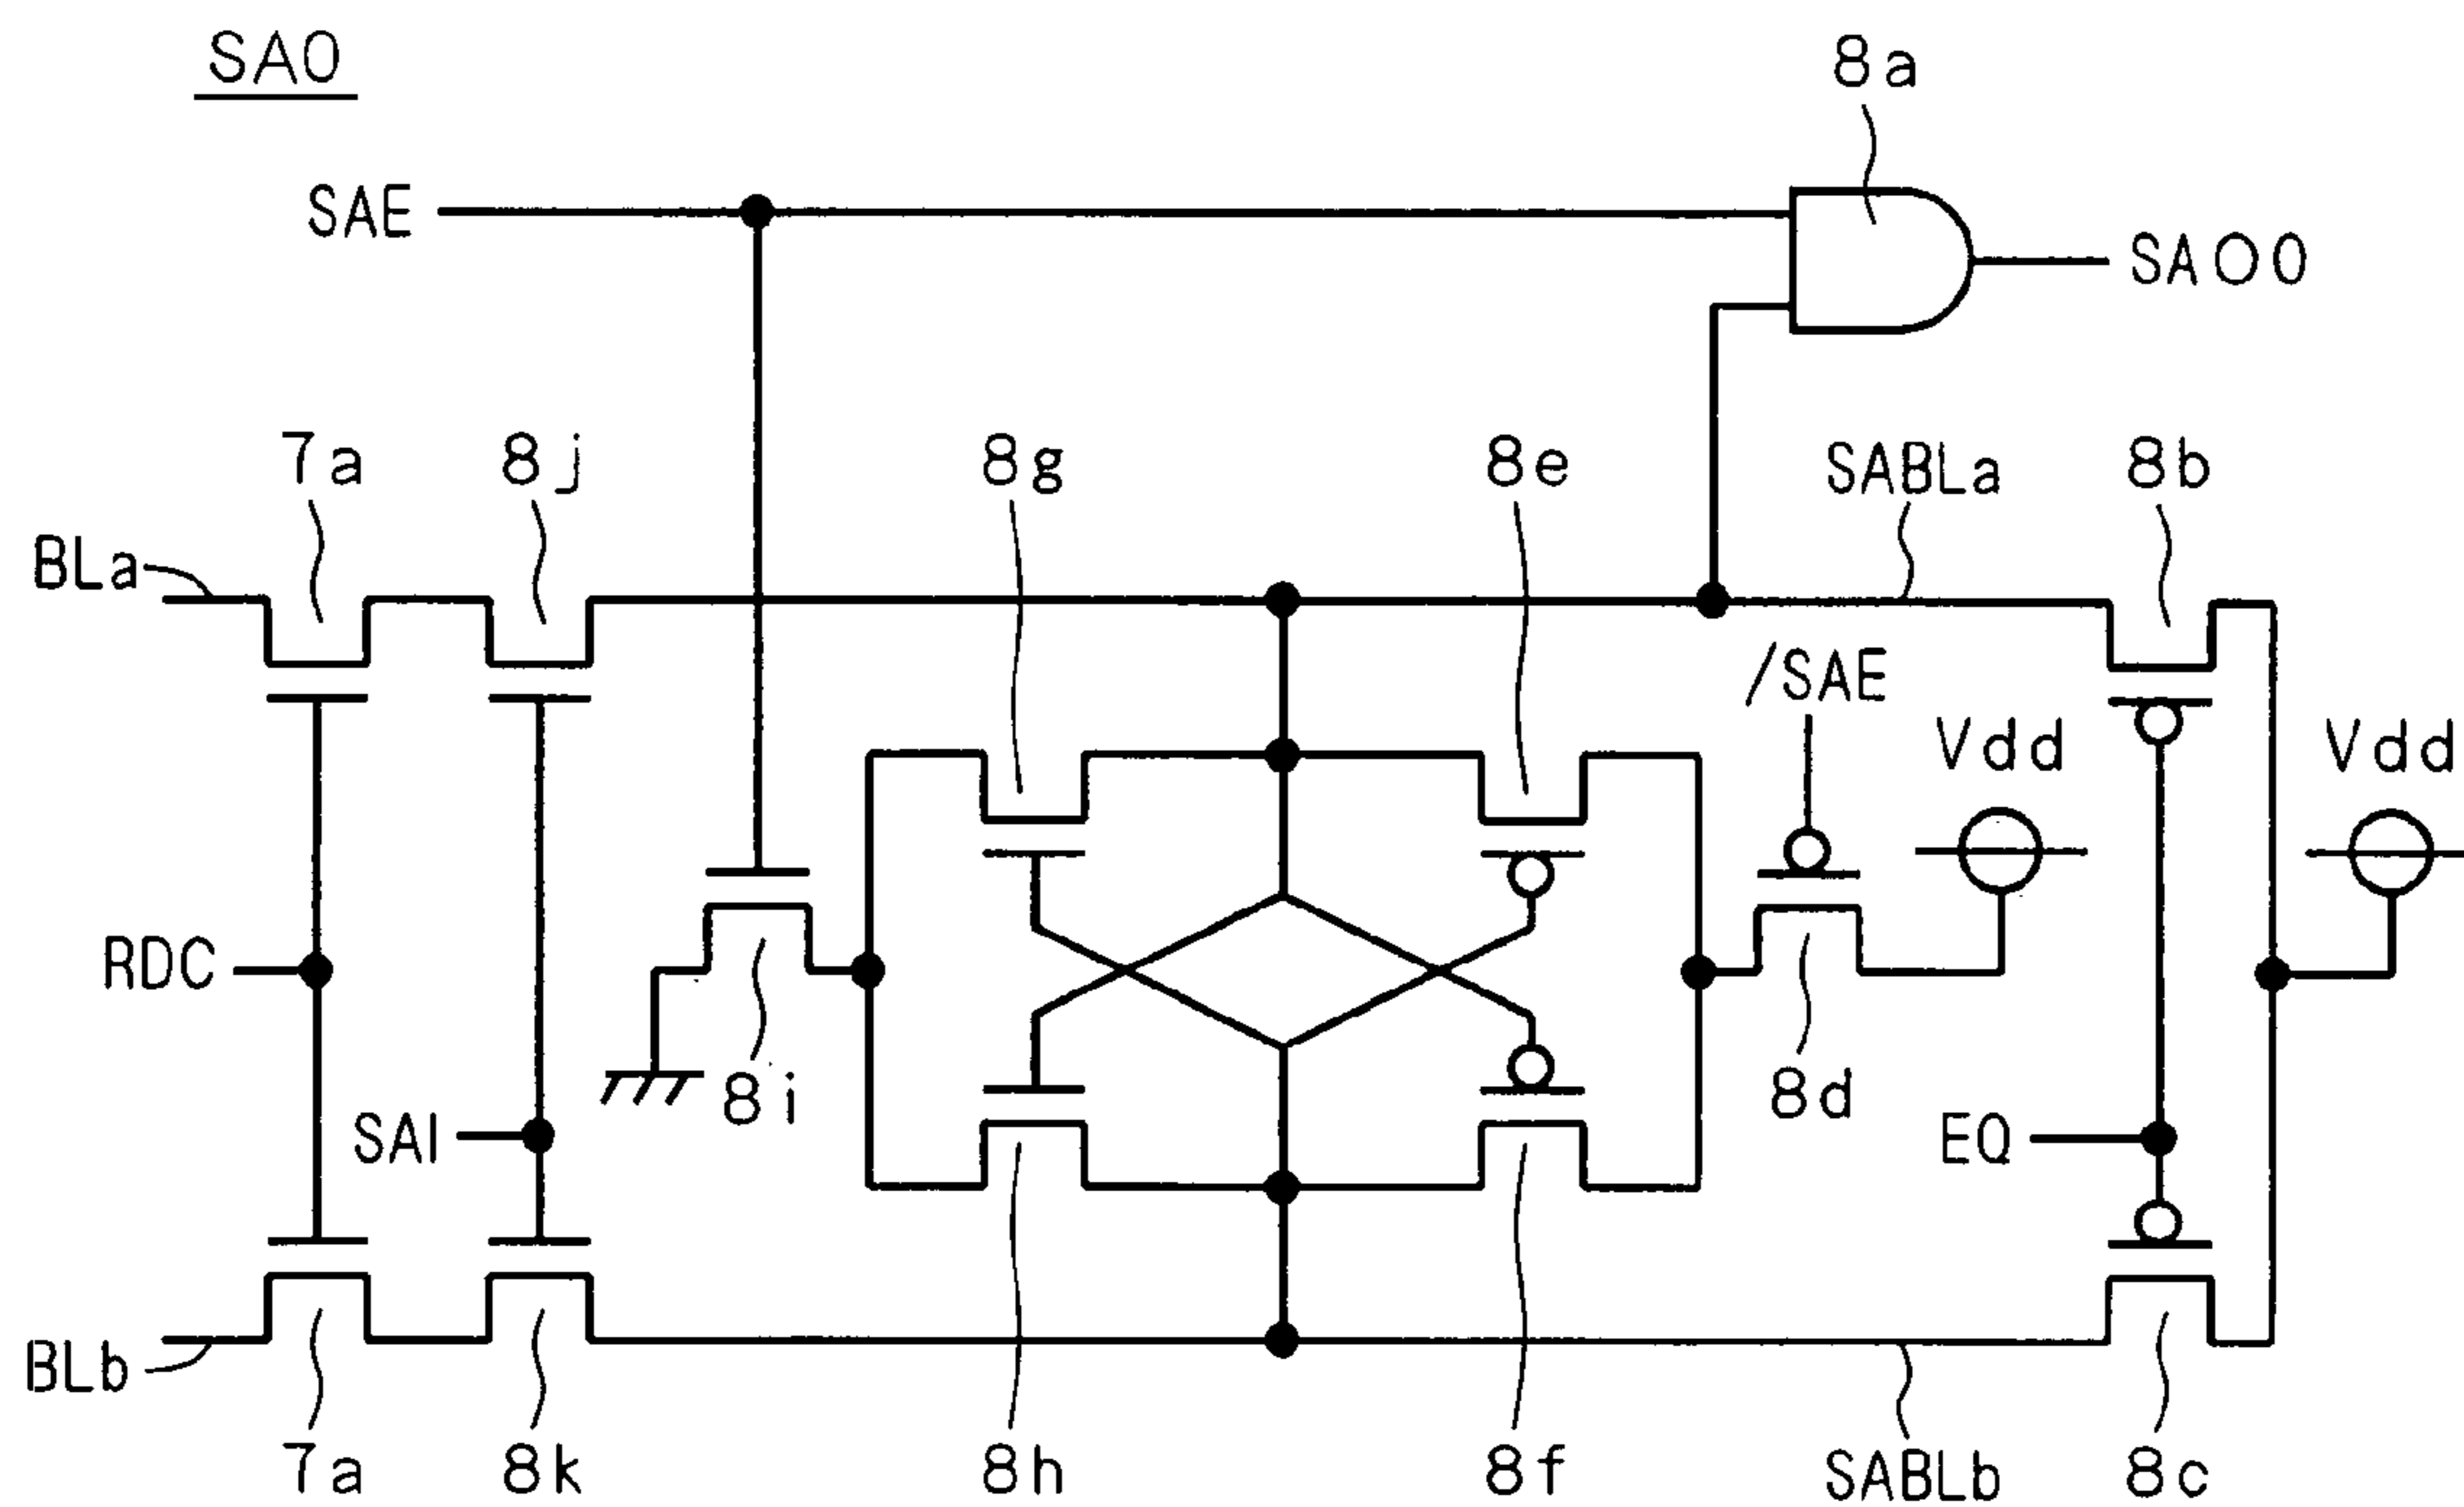 SA0
8a
SAE
SAO0
7a
8j
8g
8e
SABLa
8b
BLa
/SAE
Vdd
Vdd
RDC
8i
8d
SAI
EQ
BLb
7a
8k
8h
8f
SABLb
8c